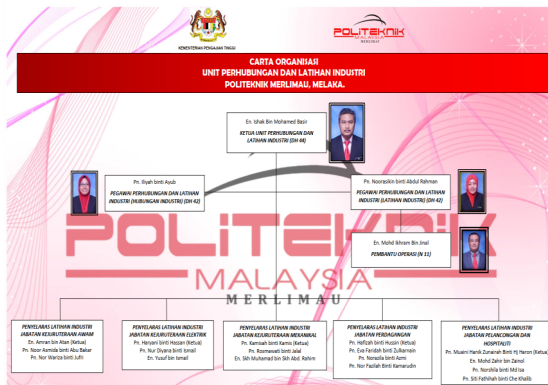 KEMENTERIAN PENGAJIAN TINGGI
POLITEKNIK
MALAYSIA
MERLIMAU
CARTA ORGANISASI
UNIT PERHUBUNGAN DAN LATIHAN INDUSTRI
POLITEKNIK MERLIMAU, MELAKA.
En. Ishak Bin Mohamed Basir
KETUA UNIT PERHUBUNGAN DAN
LATIHAN INDUSTRI (DH 44)
Pn. Iliyah binti Ayub
PEGAWAI PERHUBUNGAN DAN LATIHAN
INDUSTRI (HUBUNGAN INDUSTRI) (DH 42)
Pn. Noorasikin binti Abdul Rahman
PEGAWAI PERHUBUNGAN DAN LATIHAN
INDUSTRI (LATIHAN INDUSTRI) (DH 42)
En. Mohd Ikhram Bin Jinal
PEMBANTU OPERASI (N 11)
POLITEKNIK
MALAYSIA
MERLIMAU
PENYELARAS LATIHAN INDUSTRI
JABATAN KEJURUTERAAN AWAM
En. Amran bin Atan (Ketua)
Pn. Noor Asmida binti Abu Bakar
Pn. Nor Wariza binti Jufri
PENYELARAS LATIHAN INDUSTRI
JABATAN KEJURUTERAAN ELEKTRIK
Pn. Haryani binti Hassan (Ketua)
Pn. Nur Diyana binti Ismail
En. Yusuf bin Ismail
PENYELARAS LATIHAN INDUSTRI
JABATAN KEJURUTERAAN MEKANIKAL
Pn. Kamisah binti Kamis (Ketua)
Pn. Rosmawati binti Jalal
En. Skh Muhamad bin Skh Abd. Rahim
PENYELARAS LATIHAN INDUSTRI
JABATAN PERDAGANGAN
Pn. Hafizah binti Hussin (Ketua)
Pn. Eva Faridah binti Zulkarnain
Pn. Norazila binti Azmi
Pn. Nor Fazilah binti Kamarudin
PENYELARAS LATIHAN INDUSTRI
JABATAN PELANCONGAN DAN
HOSPITALITI
Pn. Muaini Hanik Zunairah Binti Hj Haron (Ketua)
En. Mohd Zahir bin Zainol
Pn. Norshila binti Md Isa
Pn. Siti Fathilah binti Che Khalib